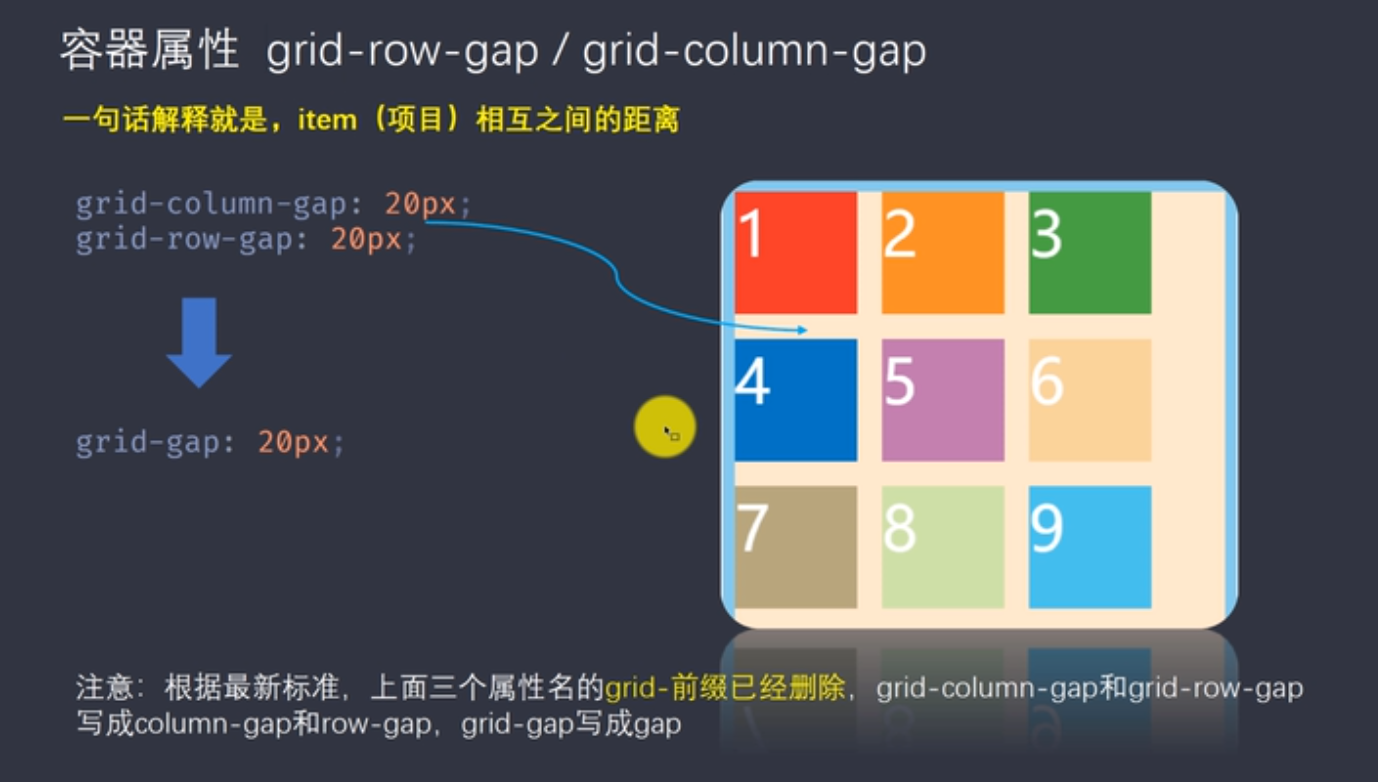 容器属性 grid-row-gap / grid-column-gap
一句话解释就是，item（项目）相互之间的距离
grid-column-gap: 20px;
grid-row-gap: 20px;
grid-gap: 20px;
1 2 3
4 5 6
7 8 9
注意：根据最新标准，上面三个属性名的grid-前缀已经删除，grid-column-gap和grid-row-gap
写成column-gap和row-gap，grid-gap写成gap